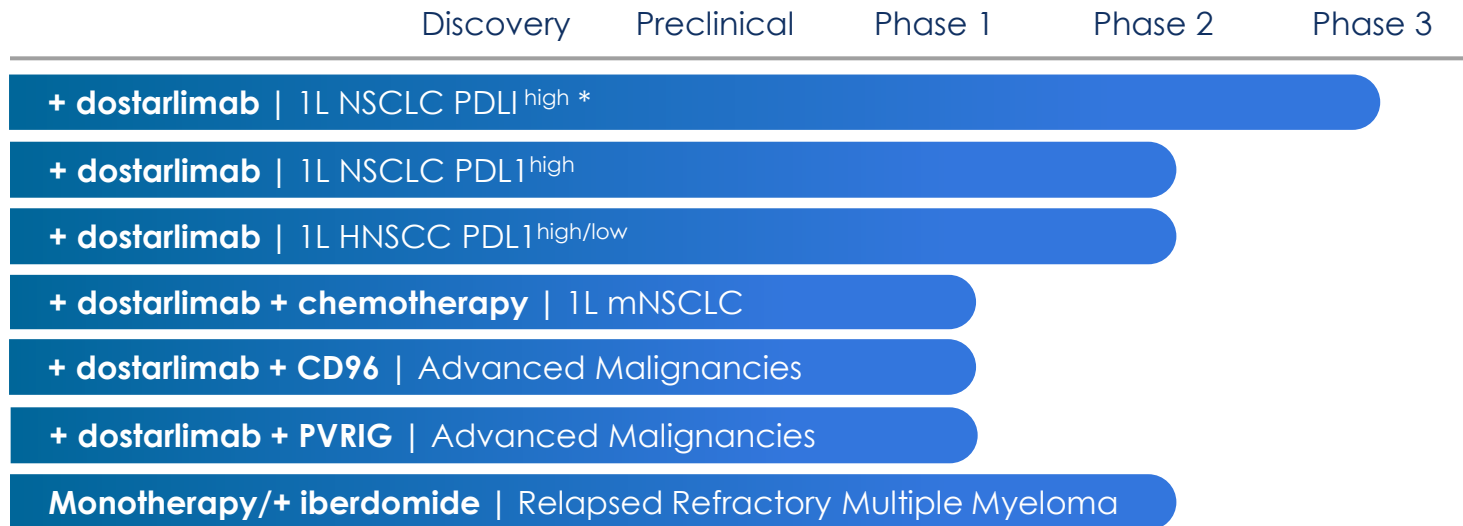 Discovery Preclinical Phase 1 Phase 2 Phase 3
+ dostarlimab | 1L NSCLC PDLI high *
+ dostarlimab | 1L NSCLC PDL1high
+ dostarlimab | 1L HNSCC PDL1high/low
+ dostarlimab + chemotherapy | 1L mNSCLC
+ dostarlimab + CD96 | Advanced Malignancies
+ dostarlimab + PVRIG | Advanced Malignancies
Monotherapy/+ iberdomide | Relapsed Refractory Multiple Myeloma